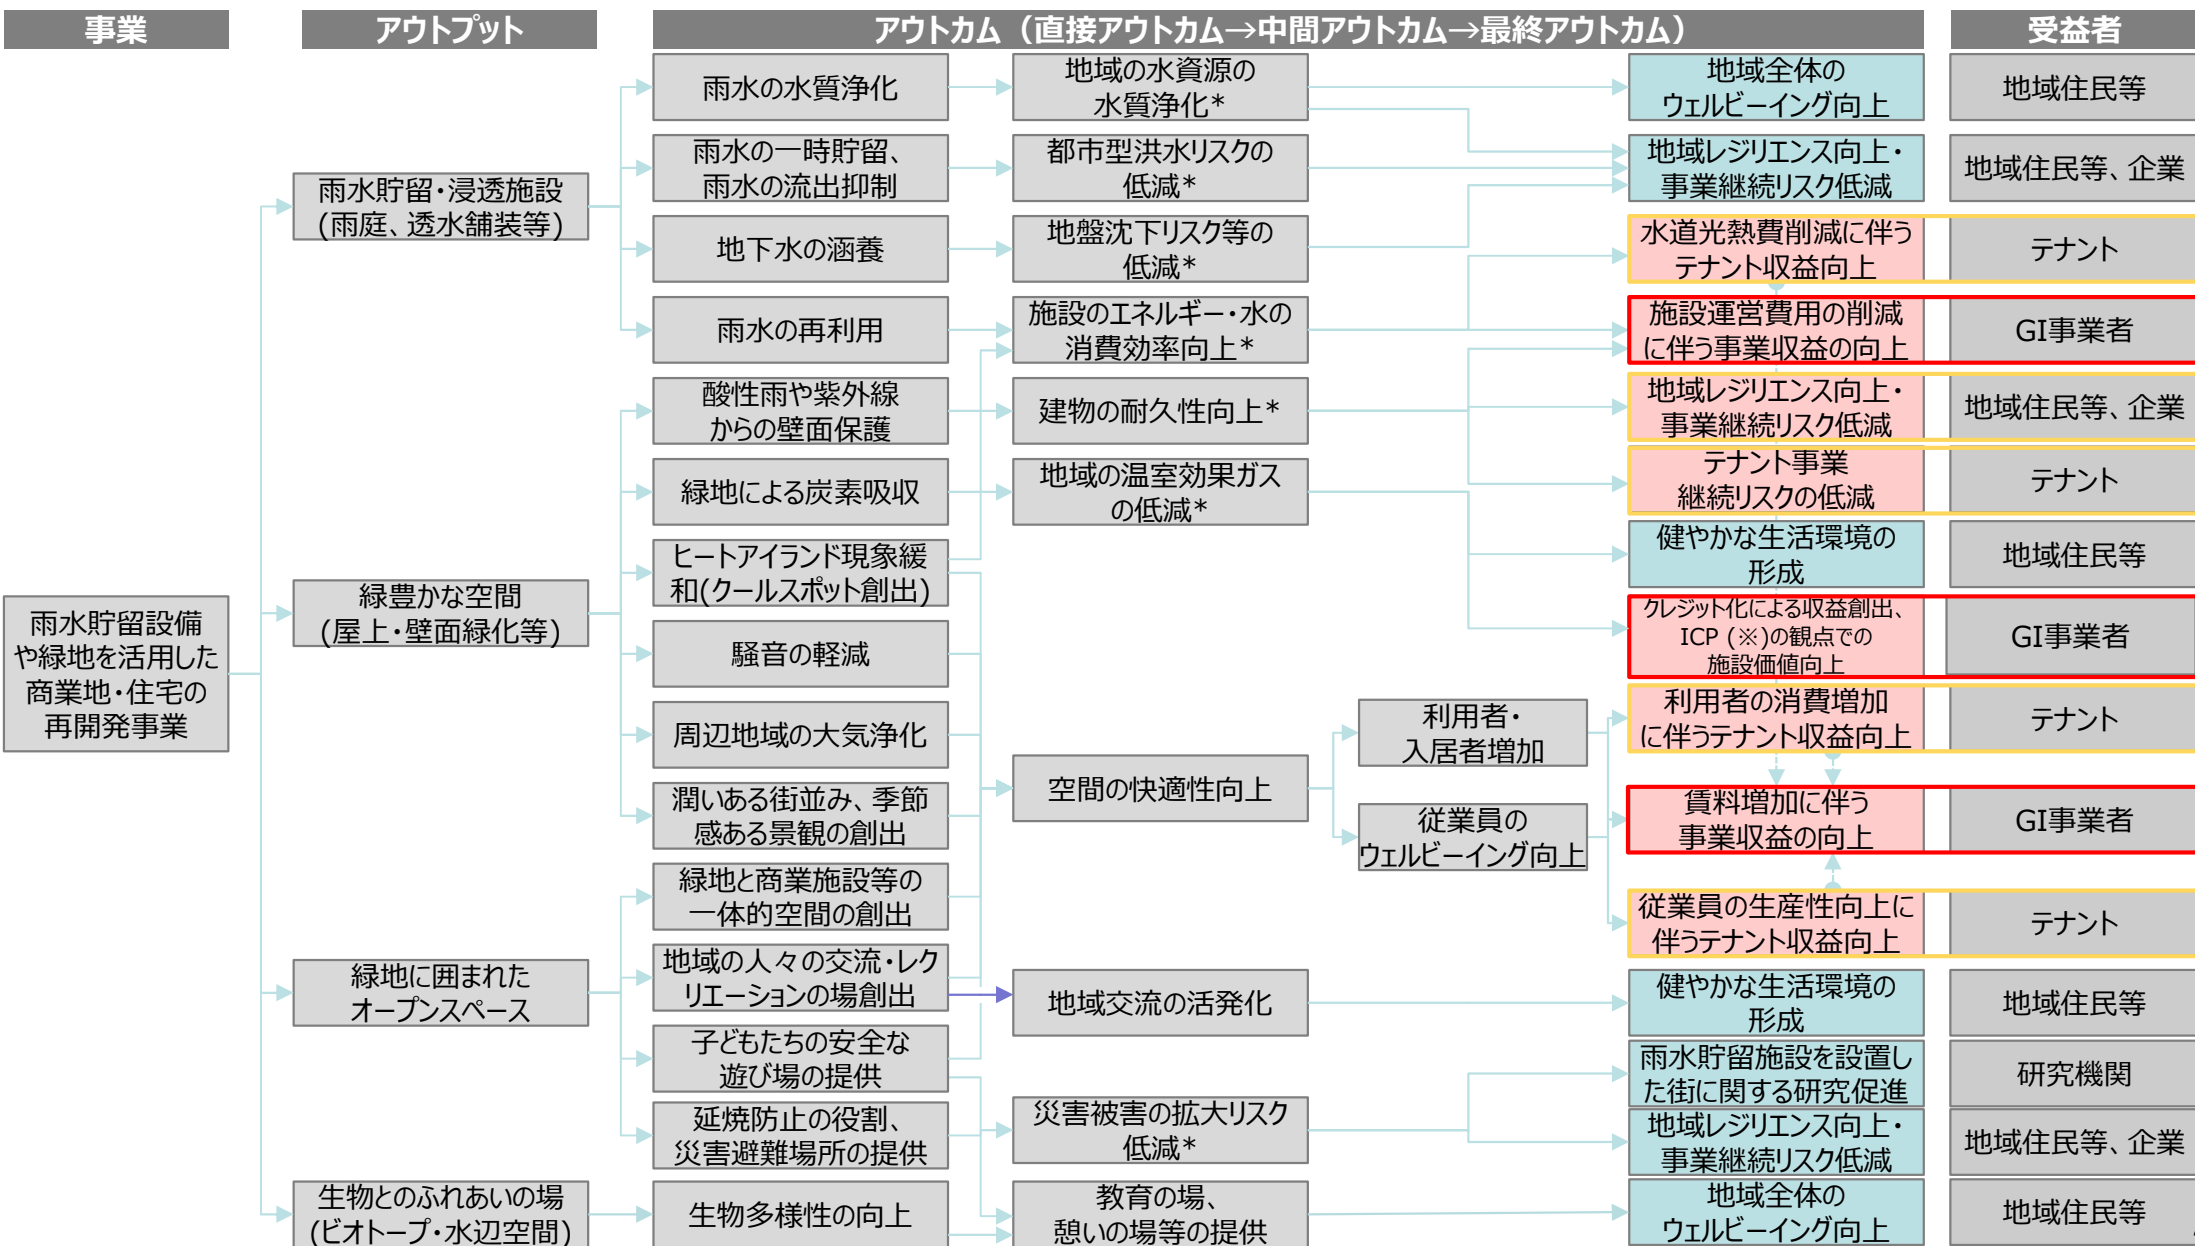 事業
アウトプット
アウトカム（直接アウトカム→中間アウトカム→最終アウトカム）
受益者
雨水貯留設備
や緑地を活用した
商業地・住宅の
再開発事業
雨水貯留・浸透施設
(雨庭、透水舗装等)
緑豊かな空間
(屋上・壁面緑化等)
緑地に囲まれた
オープンスペース
生物とのふれあいの場
(ビオトープ・水辺空間)
雨水の水質浄化
雨水の一時貯留、
雨水の流出抑制
地下水の涵養
雨水の再利用
酸性雨や紫外線
からの壁面保護
緑地による炭素吸収
ヒートアイランド現象緩
和(クールスポット創出)
騒音の軽減
周辺地域の大気浄化
潤いある街並み、季節
感ある景観の創出
緑地と商業施設等の
一体的空間の創出
地域の人々の交流・レク
リエーションの場創出
子どもたちの安全な
遊び場の提供
延焼防止の役割、
災害避難場所の提供
生物多様性の向上
地域の水資源の
水質浄化*
都市型洪水リスクの
低減*
地盤沈下リスク等の
低減*
施設のエネルギー・水の
消費効率向上*
建物の耐久性向上*
地域の温室効果ガス
の低減*
空間の快適性向上
地域交流の活発化
災害被害の拡大リスク
低減*
教育の場、
憩いの場等の提供
利用者・
入居者増加
従業員の
ウェルビーイング向上
地域全体の
ウェルビーイング向上
地域住民等
地域レジリエンス向上・
事業継続リスク低減
地域住民等、企業
水道光熱費削減に伴う
テナント収益向上
テナント
施設運営費用の削減
に伴う事業収益の向上
GI事業者
地域レジリエンス向上・
事業継続リスク低減
地域住民等、企業
テナント事業
継続リスクの低減
テナント
健やかな生活環境の
形成
地域住民等
クレジット化による収益創出、
ICP (※)の観点での
施設価値向上
GI事業者
利用者の消費増加
に伴うテナント収益向上
テナント
賃料増加に伴う
事業収益の向上
GI事業者
従業員の生産性向上に
伴うテナント収益向上
テナント
健やかな生活環境の
形成
地域住民等
雨水貯留施設を設置し
た街に関する研究促進
研究機関
地域レジリエンス向上・
事業継続リスク低減
地域住民等、企業
地域全体の
ウェルビーイング向上
地域住民等